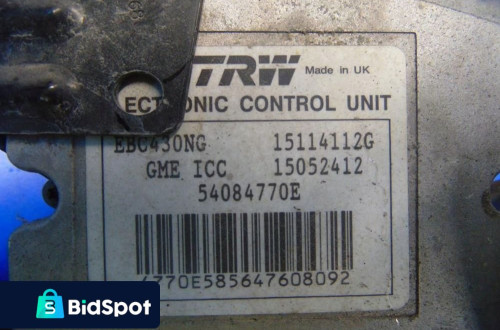 TRW Made in UK
ECTRONIC CONTROL UNIT
EBC430NG 15114112G
GME ICC 15052412
54084770E
4770E585647608092
BidSpot